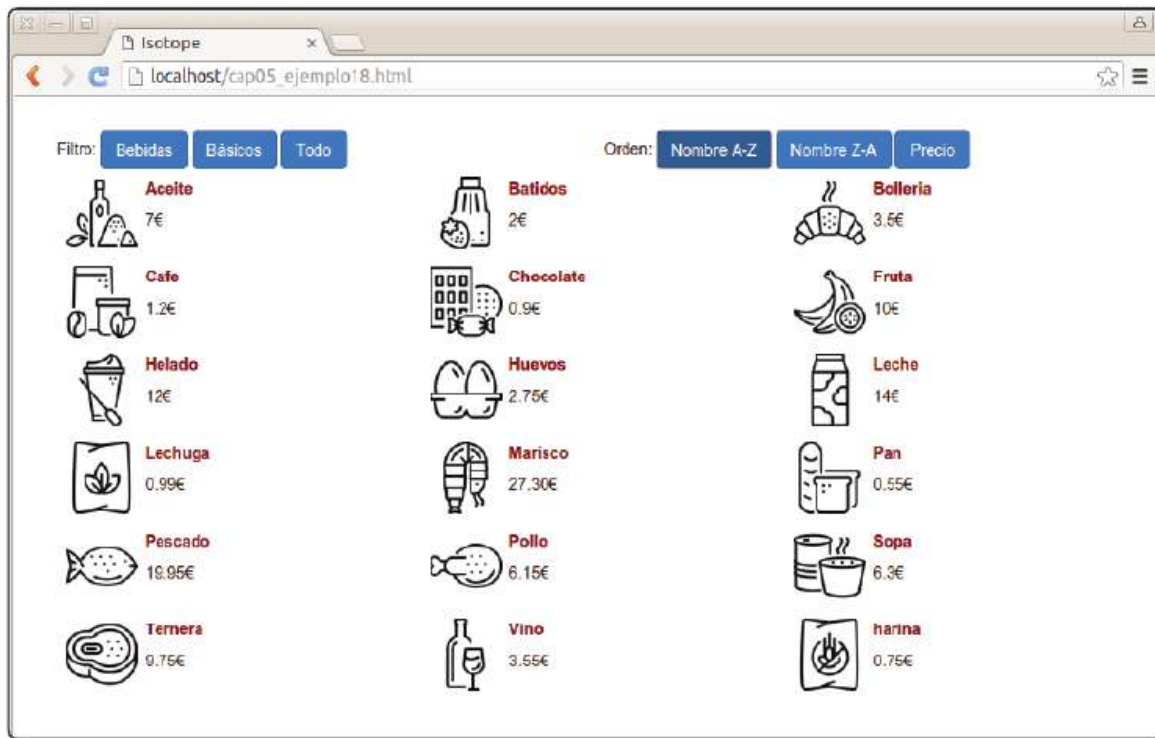 Isotope
localhost/cap05_ejemplo18.html
Filtro: Bebidas Básicos Todo Orden: Nombre A-Z Nombre Z-A Precio
Aceite Batidos Bolleria
7€ 2€ 3.5€
Cafe Chocolate Fruta
1.2€ 0.9€ 10€
Helado Huevos Leche
12€ 2.75€ 14€
Lechuga Marisco Pan
0.99€ 27.30€ 0.55€
Pescado Pollo Sopa
19.95€ 6.15€ 6.3€
Ternera Vino harina
9.75€ 3.55€ 0.75€